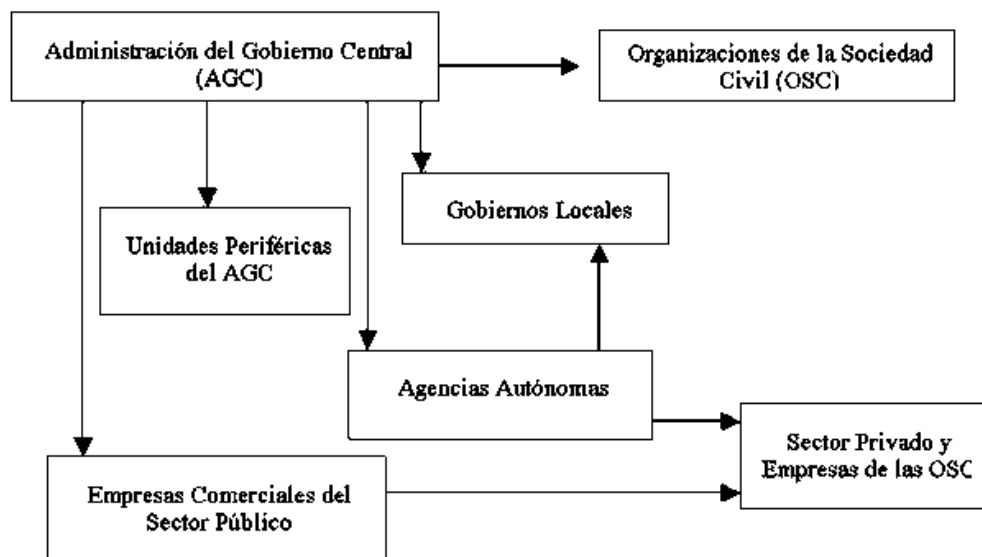 Administración del Gobierno Central
(AGC)
Organizaciones de la Sociedad
Civil (OSC)
Gobiernos Locales
Unidades Periféricas
del AGC
Agencias Autónomas
Sector Privado y
Empresas de las OSC
Empresas Comerciales del
Sector Público